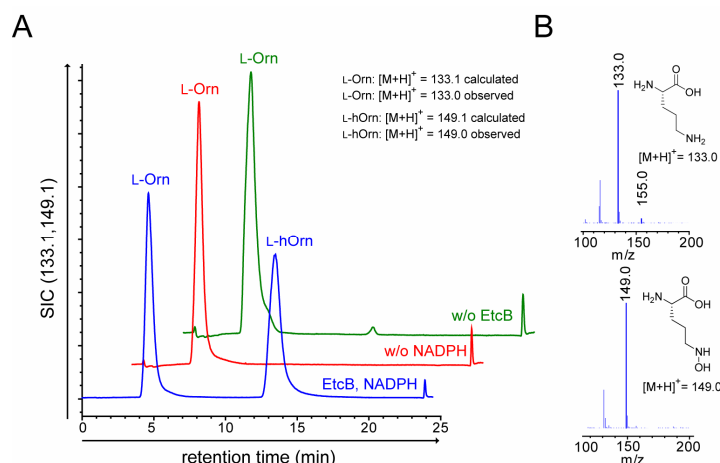 A
B
L-Orn
L-Orn
L-Orn
L-hOrn
L-Orn: [M+H]+ = 133.1 calculated
L-Orn: [M+H]+ = 133.0 observed
L-hOrn: [M+H]+ = 149.1 calculated
L-hOrn: [M+H]+ = 149.0 observed
w/o EtcB
w/o NADPH
EtcB, NADPH
SIC (133.1,149.1)
0 5 10 15 20 25
retention time (min)
133.0
155.0
H2N
O
OH
NH2
[M+H]+ = 133.0
100 150 200
m/z
149.0
H2N
O
OH
NH
OH
[M+H]+ = 149.0
100 150 200
m/z